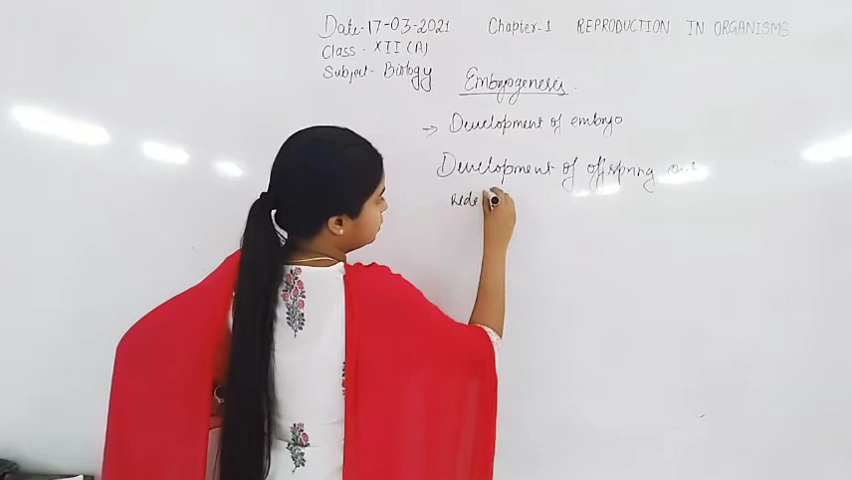 Date-17-03-2021 Chapter-1 REPRODUCTION IN ORGANISMS
Class - XII (A)
Subject- Biology
Embryogenesis.
→ Development of embryo
Development of offspring